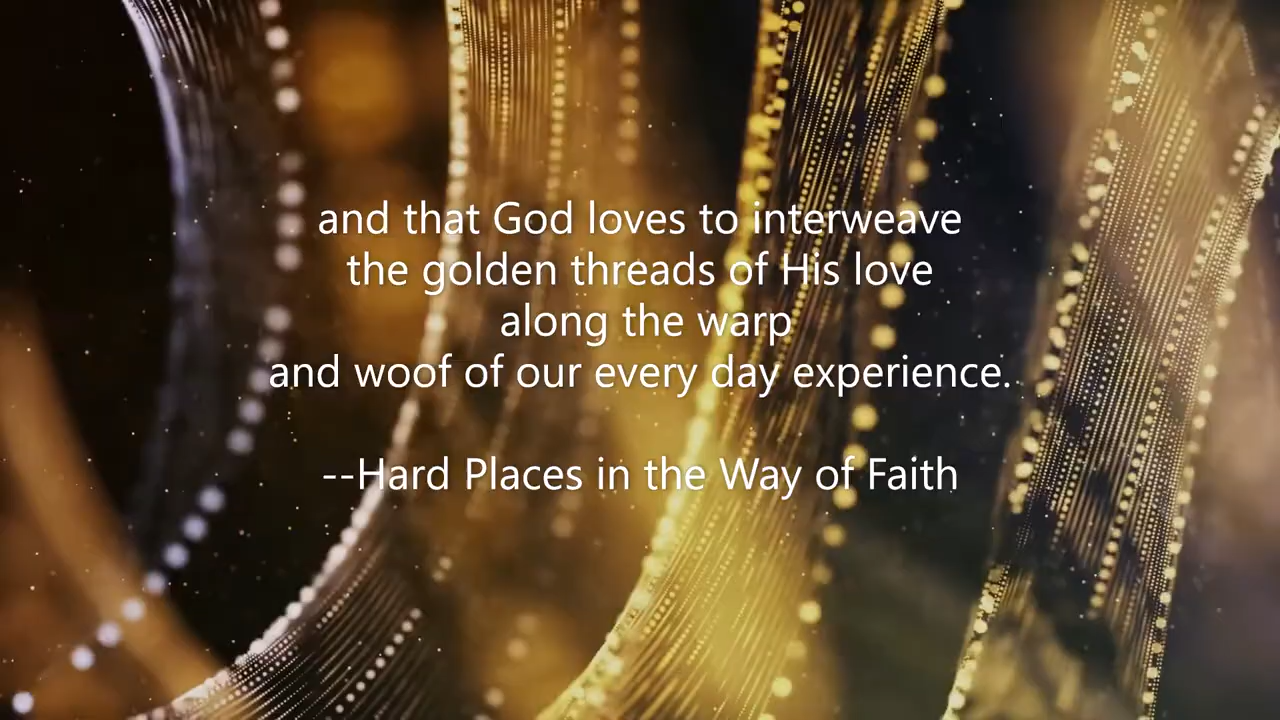 and that God loves to interweave
the golden threads of His love
along the warp
and woof of our every day experience.
--Hard Places in the Way of Faith